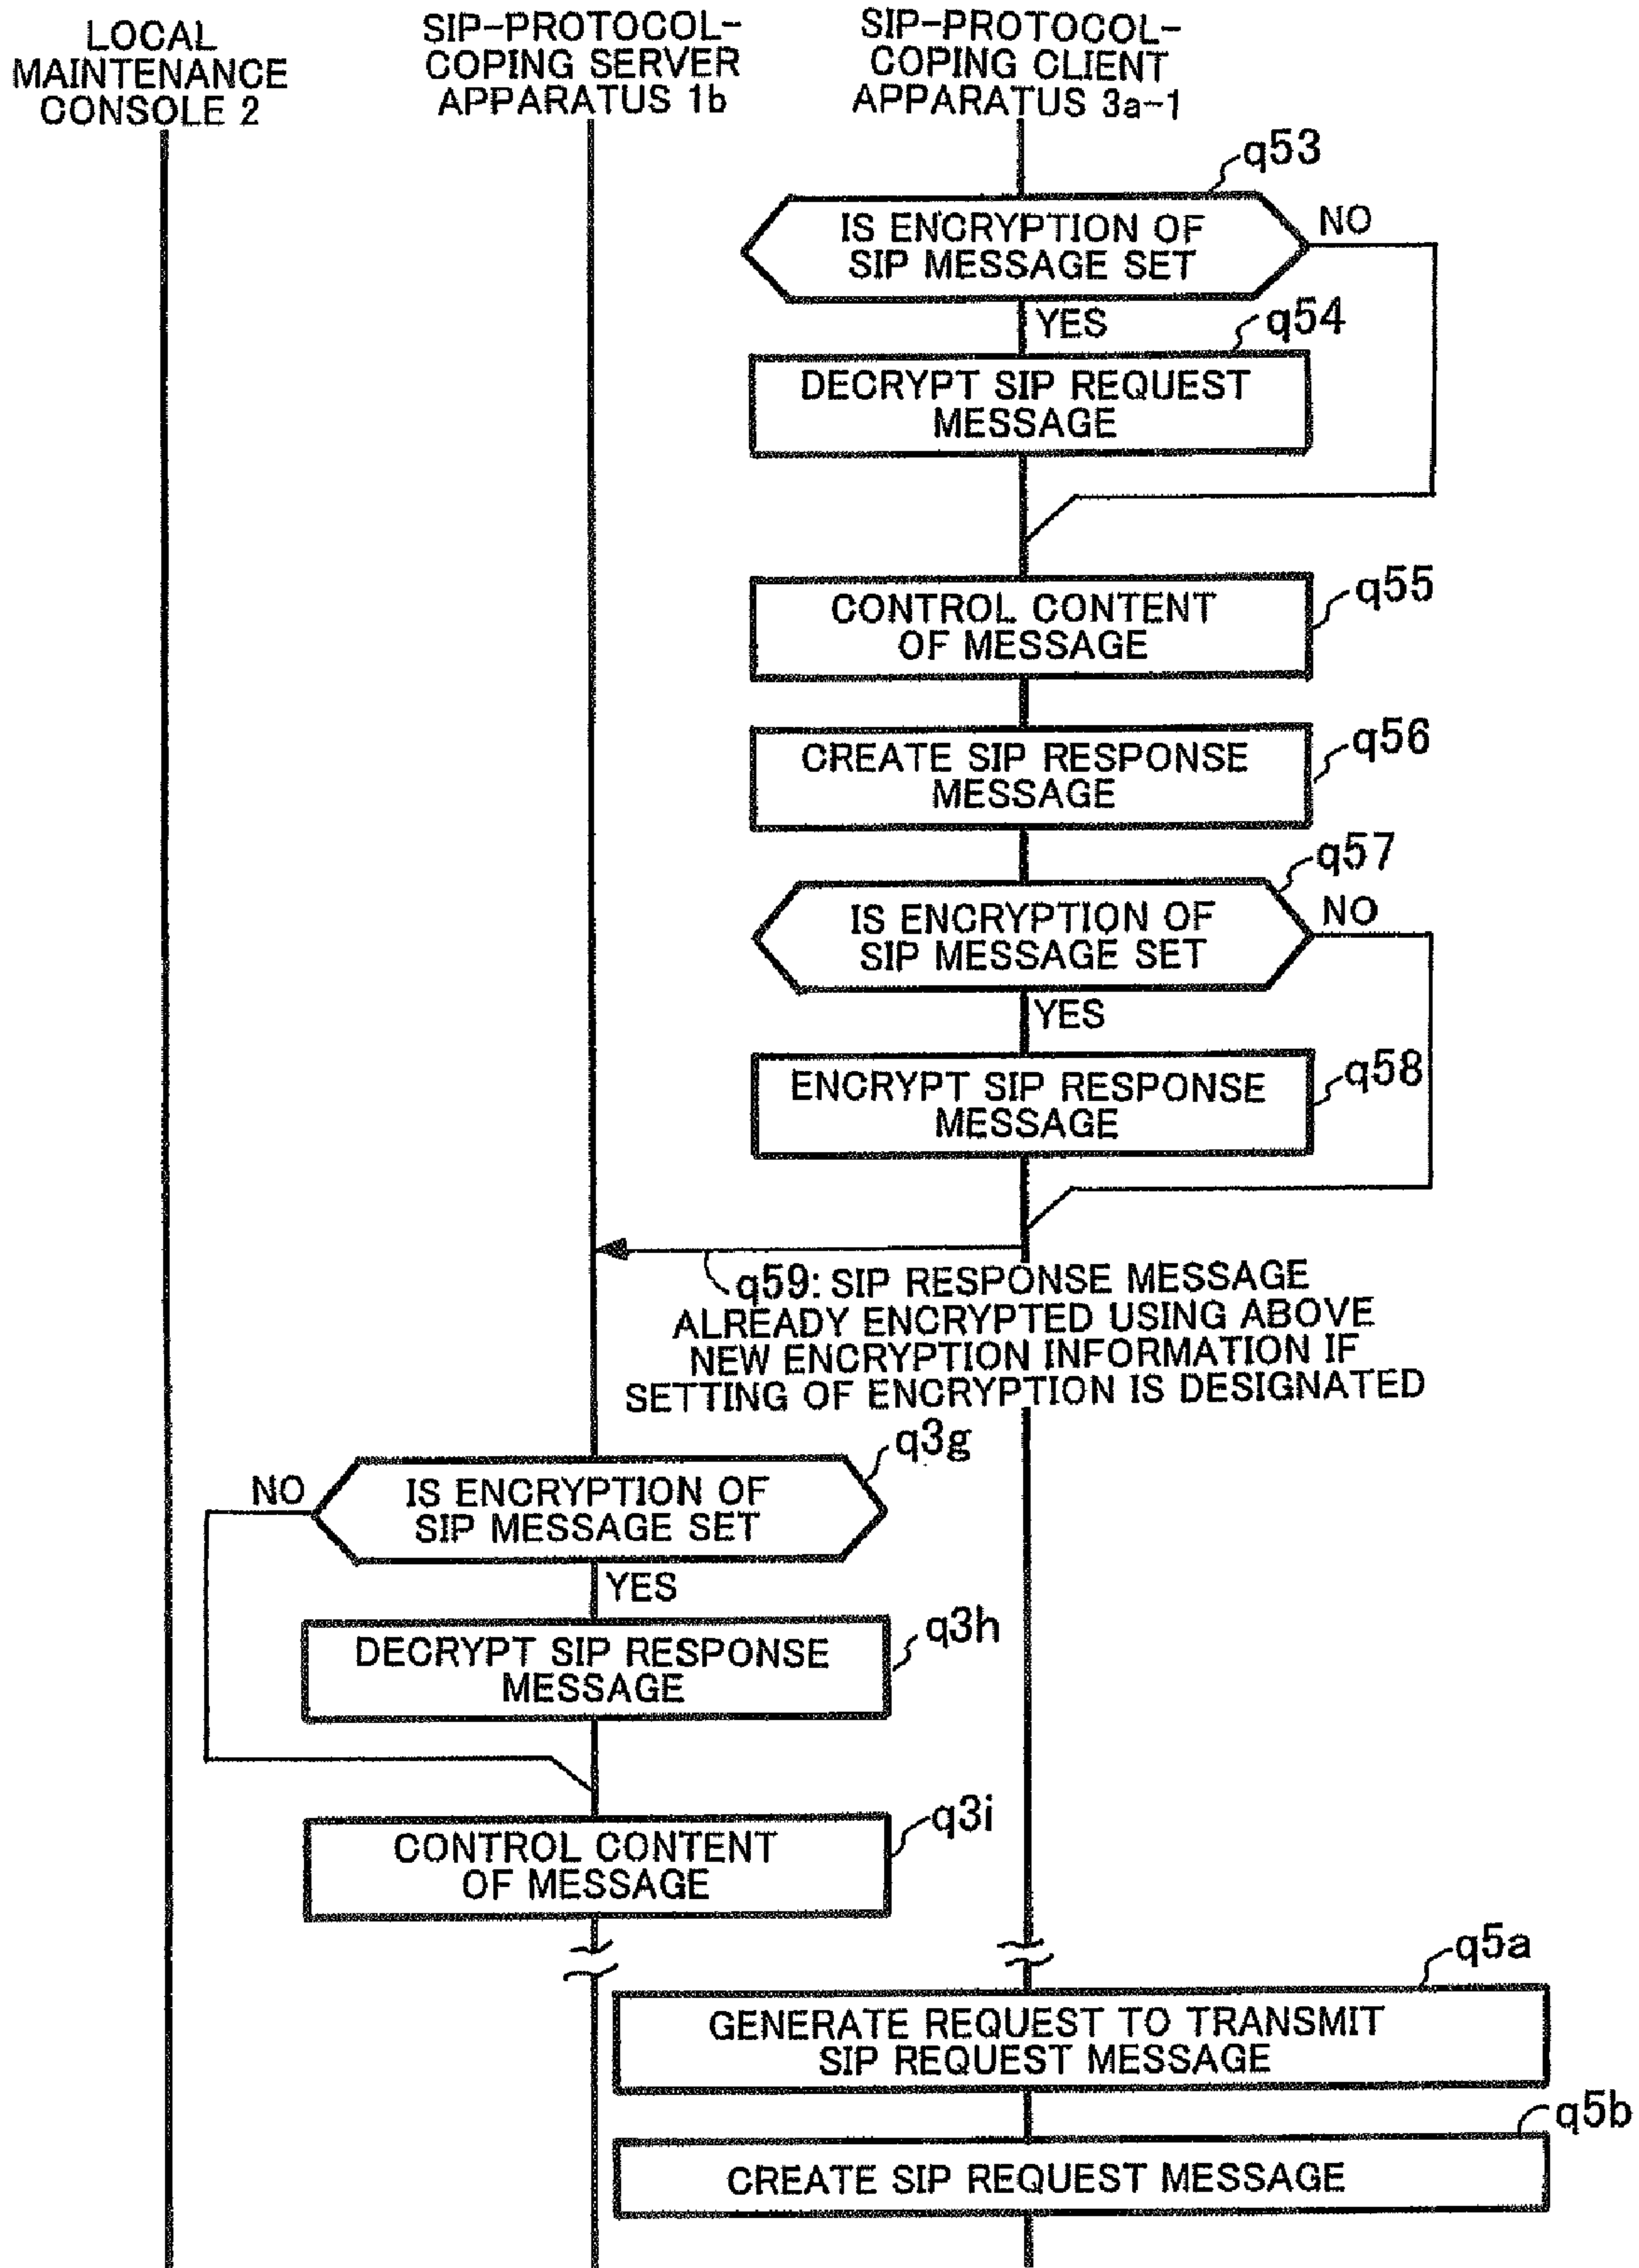 LOCAL
MAINTENANCE
CONSOLE 2
SIP-PROTOCOL-
COPING SERVER
APPARATUS 1b
SIP-PROTOCOL-
COPING CLIENT
APPARATUS 3a-1
q53
IS ENCRYPTION OF
SIP MESSAGE SET
NO
YES
q54
DECRYPT SIP REQUEST
MESSAGE
q55
CONTROL CONTENT
OF MESSAGE
q56
CREATE SIP RESPONSE
MESSAGE
q57
IS ENCRYPTION OF
SIP MESSAGE SET
NO
YES
q58
ENCRYPT SIP RESPONSE
MESSAGE
q59: SIP RESPONSE MESSAGE
ALREADY ENCRYPTED USING ABOVE
NEW ENCRYPTION INFORMATION IF
SETTING OF ENCRYPTION IS DESIGNATED
q3g
NO
IS ENCRYPTION OF
SIP MESSAGE SET
YES
q3h
DECRYPT SIP RESPONSE
MESSAGE
q3i
CONTROL CONTENT
OF MESSAGE
q5a
GENERATE REQUEST TO TRANSMIT
SIP REQUEST MESSAGE
q5b
CREATE SIP REQUEST MESSAGE